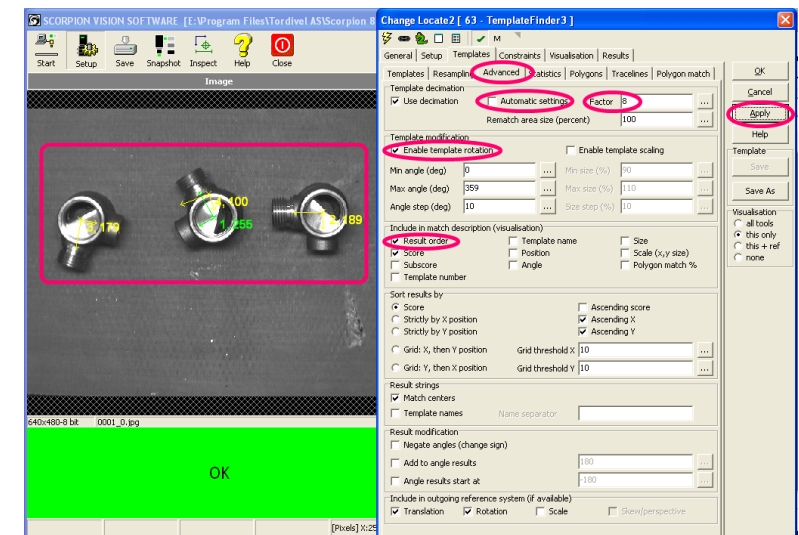 SCORPION VISION SOFTWARE [E:\Program Files\Tordivel AS\Scorpion 8
Start Setup Save Snapshot Inspect Help Close
Image
3, 179
, 100
1, 255
, 189
640x480-8 bit 0001_0.jpg
OK
[Pixels] X:25
Change Locate2 [ 63 - TemplateFinder3 ]
M
General Setup Templates Constraints Visualisation Results
Templates Resampling Advanced Statistics Polygons Tracelines Polygon match
Template decimation
Use decimation Automatic settings Factor 8 ...
Rematch area size (percent) 100 ...
Template modification
Enable template rotation Enable template scaling
Min angle (deg) 0 ... Min size (%) 90 ...
Max angle (deg) 359 ... Max size (%) 110 ...
Angle step (deg) 10 ... Size step (%) 10 ...
Include in match description (visualisation)
Result order Template name Size
Score Position Scale (x,y size)
Subscore Angle Polygon match %
Template number
Sort results by
Score Ascending score
Strictly by X position Ascending X
Strictly by Y position Ascending Y
Grid: X, then Y position Grid threshold X 10 ...
Grid: Y, then X position Grid threshold Y 10 ...
Result strings
Match centers
Template names Name separator
Result modification
Negate angles (change sign)
Add to angle results 180 ...
Angle results start at -180 ...
Include in outgoing reference system (if available)
Translation Rotation Scale Skew/perspective
OK
Cancel
Apply
Help
Template
Save
Save As
Visualisation
all tools
this only
this + ref
none